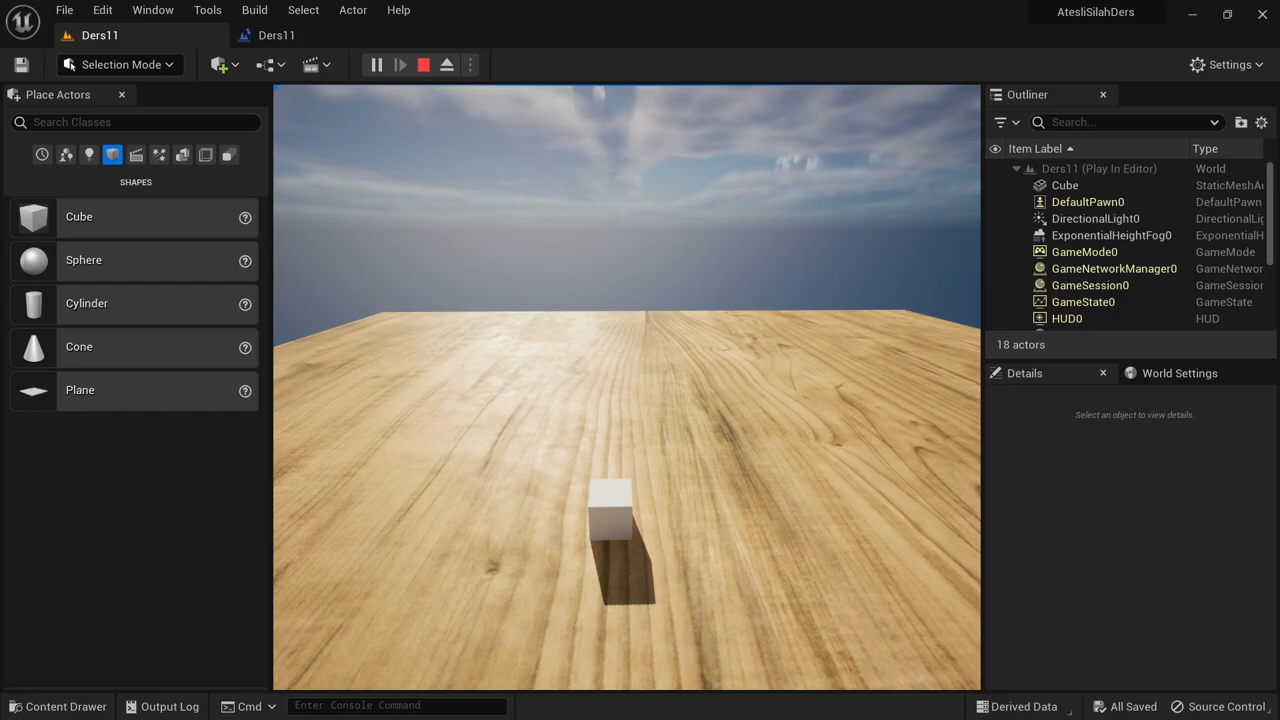 File Edit Window Tools Build Select Actor Help
AtesliSilahDers
Ders11
Ders11
Selection Mode
Settings
Place Actors
Search Classes
SHAPES
Cube
Sphere
Cylinder
Cone
Plane
Outliner
Search...
Item Label Type
Ders11 (Play In Editor) World
Cube StaticMeshAc
DefaultPawn0 DefaultPawn
DirectionalLight0 DirectionalLig
ExponentialHeightFog0 ExponentialH
GameMode0 GameMode
GameNetworkManager0 GameNetwor
GameSession0 GameSession
GameState0 GameState
HUD0 HUD
18 actors
Details
World Settings
Select an object to view details.
Content Drawer
Output Log
Cmd
Enter Console Command
Derived Data
All Saved
Source Control